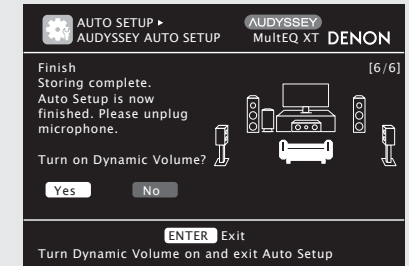 AUTO SETUP ▸
AUDYSSEY AUTO SETUP
AUDYSSEY
MultEQ XT
DENON
Finish
[6/6]
Storing complete.
Auto Setup is now
finished. Please unplug
microphone.
Turn on Dynamic Volume?
Yes No
ENTER Exit
Turn Dynamic Volume on and exit Auto Setup